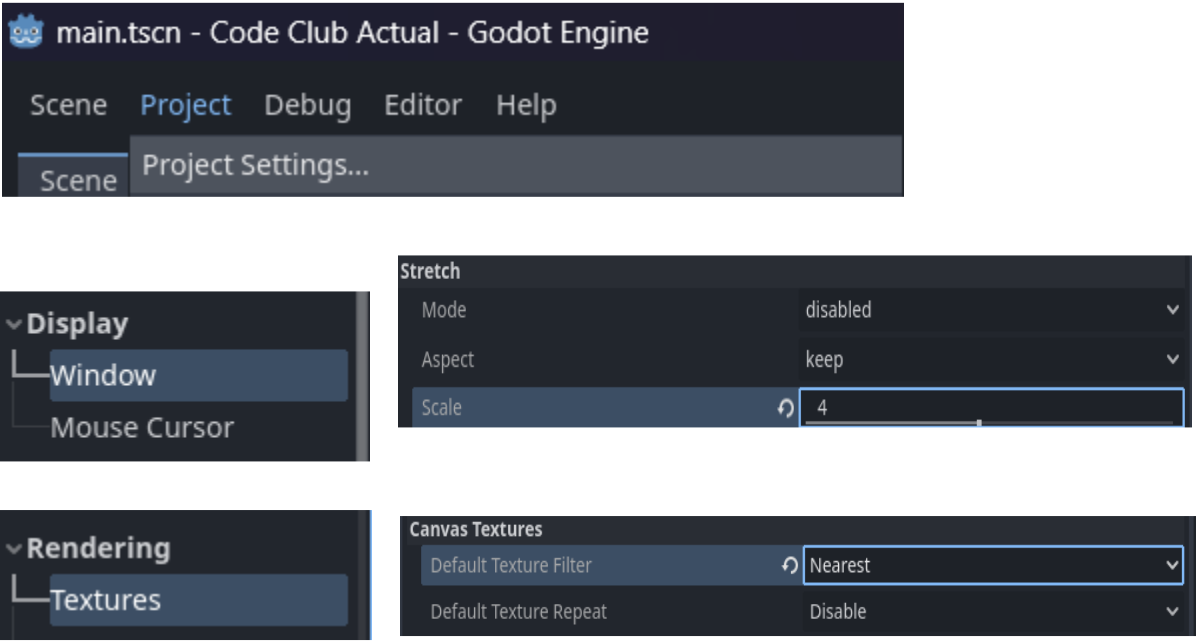 main.tscn - Code Club Actual - Godot Engine
Scene Project Debug Editor Help
Scene Project Settings...
Display
Window
Mouse Cursor
Stretch
Mode disabled
Aspect keep
Scale 4
Rendering
Textures
Canvas Textures
Default Texture Filter Nearest
Default Texture Repeat Disable